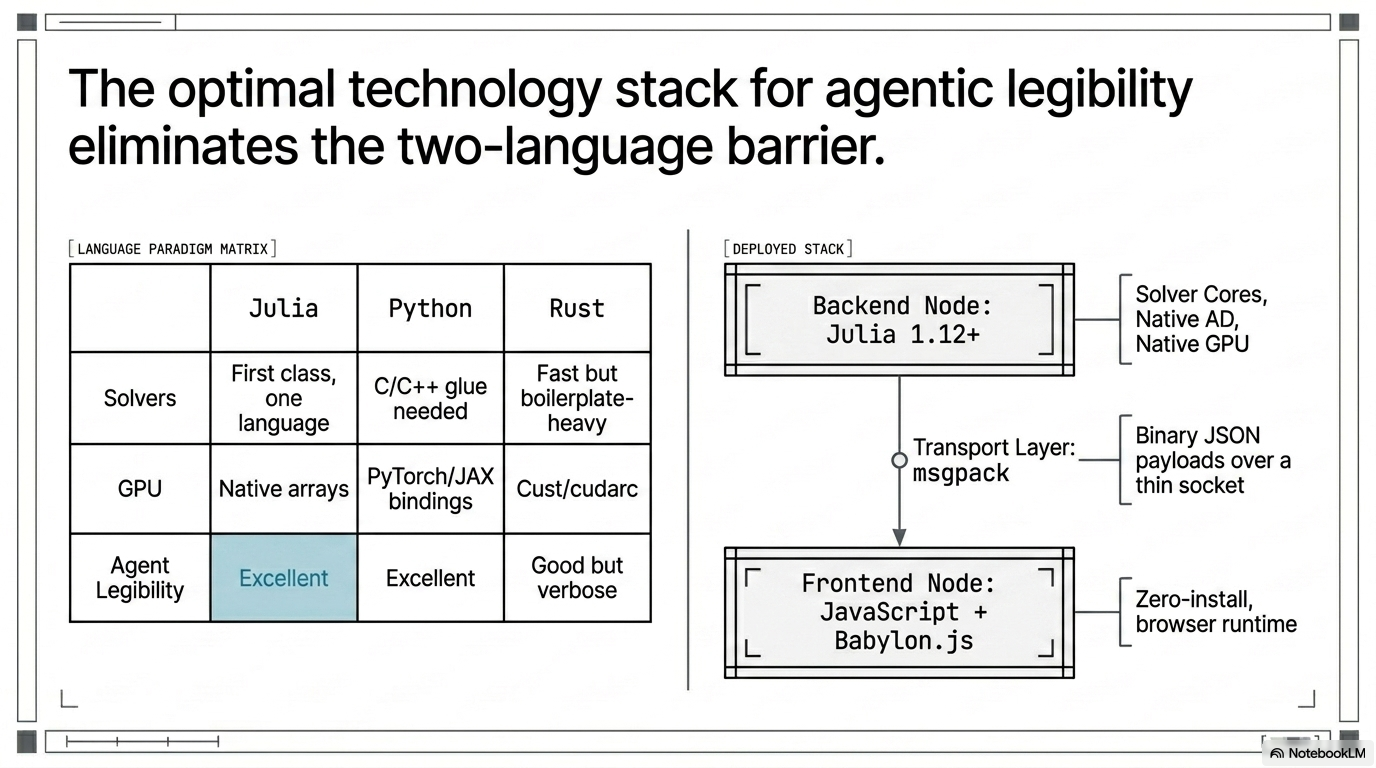 The optimal technology stack for agentic legibility
eliminates the two-language barrier.
[LANGUAGE PARADIGM MATRIX]
Julia
Python
Rust
Solvers
First class,
one
language
C/C++ glue
needed
Fast but
boilerplate-
heavy
GPU
Native arrays
PyTorch/JAX
bindings
Cust/cudarc
Agent
Legibility
Excellent
Excellent
Good but
verbose
[DEPLOYED STACK]
Backend Node:
Julia 1.12+
Solver Cores,
Native AD,
Native GPU
Transport Layer:
msgpack
Binary JSON
payloads over a
thin socket
Frontend Node:
JavaScript +
Babylon.js
Zero-install,
browser runtime
NotebookLM